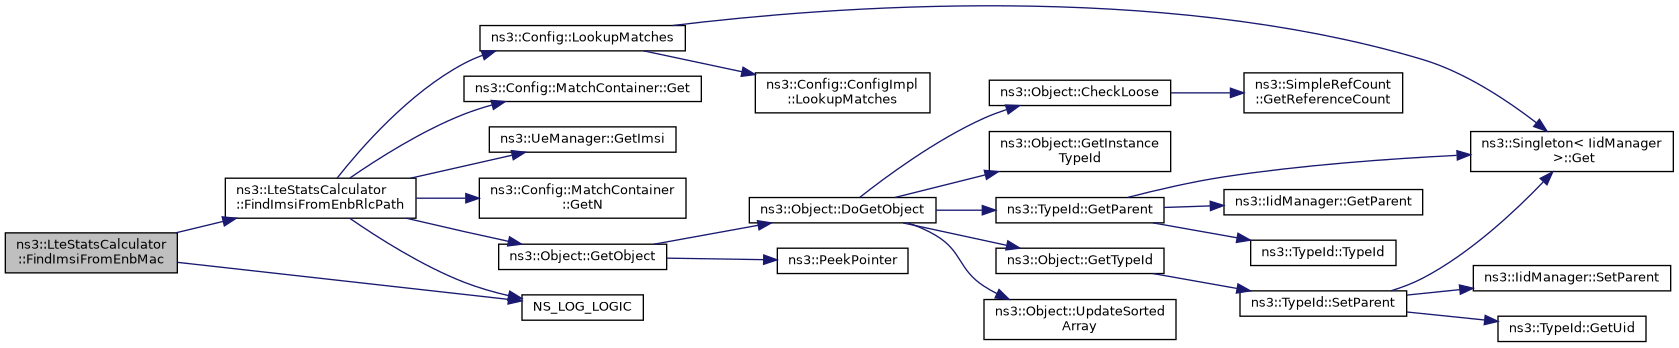 ns3::LteStatsCalculator
::FindImsiFromEnbMac
ns3::LteStatsCalculator
::FindImsiFromEnbRlcPath
ns3::Config::LookupMatches
ns3::Config::MatchContainer::Get
ns3::UeManager::GetImsi
ns3::Config::MatchContainer
::GetN
ns3::Object::GetObject
NS_LOG_LOGIC
ns3::Config::ConfigImpl
::LookupMatches
ns3::Object::DoGetObject
ns3::PeekPointer
ns3::Object::CheckLoose
ns3::Object::GetInstance
TypeId
ns3::TypeId::GetParent
ns3::Object::GetTypeId
ns3::Object::UpdateSorted
Array
ns3::SimpleRefCount
::GetReferenceCount
ns3::IidManager::GetParent
ns3::TypeId::TypeId
ns3::TypeId::SetParent
ns3::Singleton< IidManager
>::Get
ns3::IidManager::SetParent
ns3::TypeId::GetUid